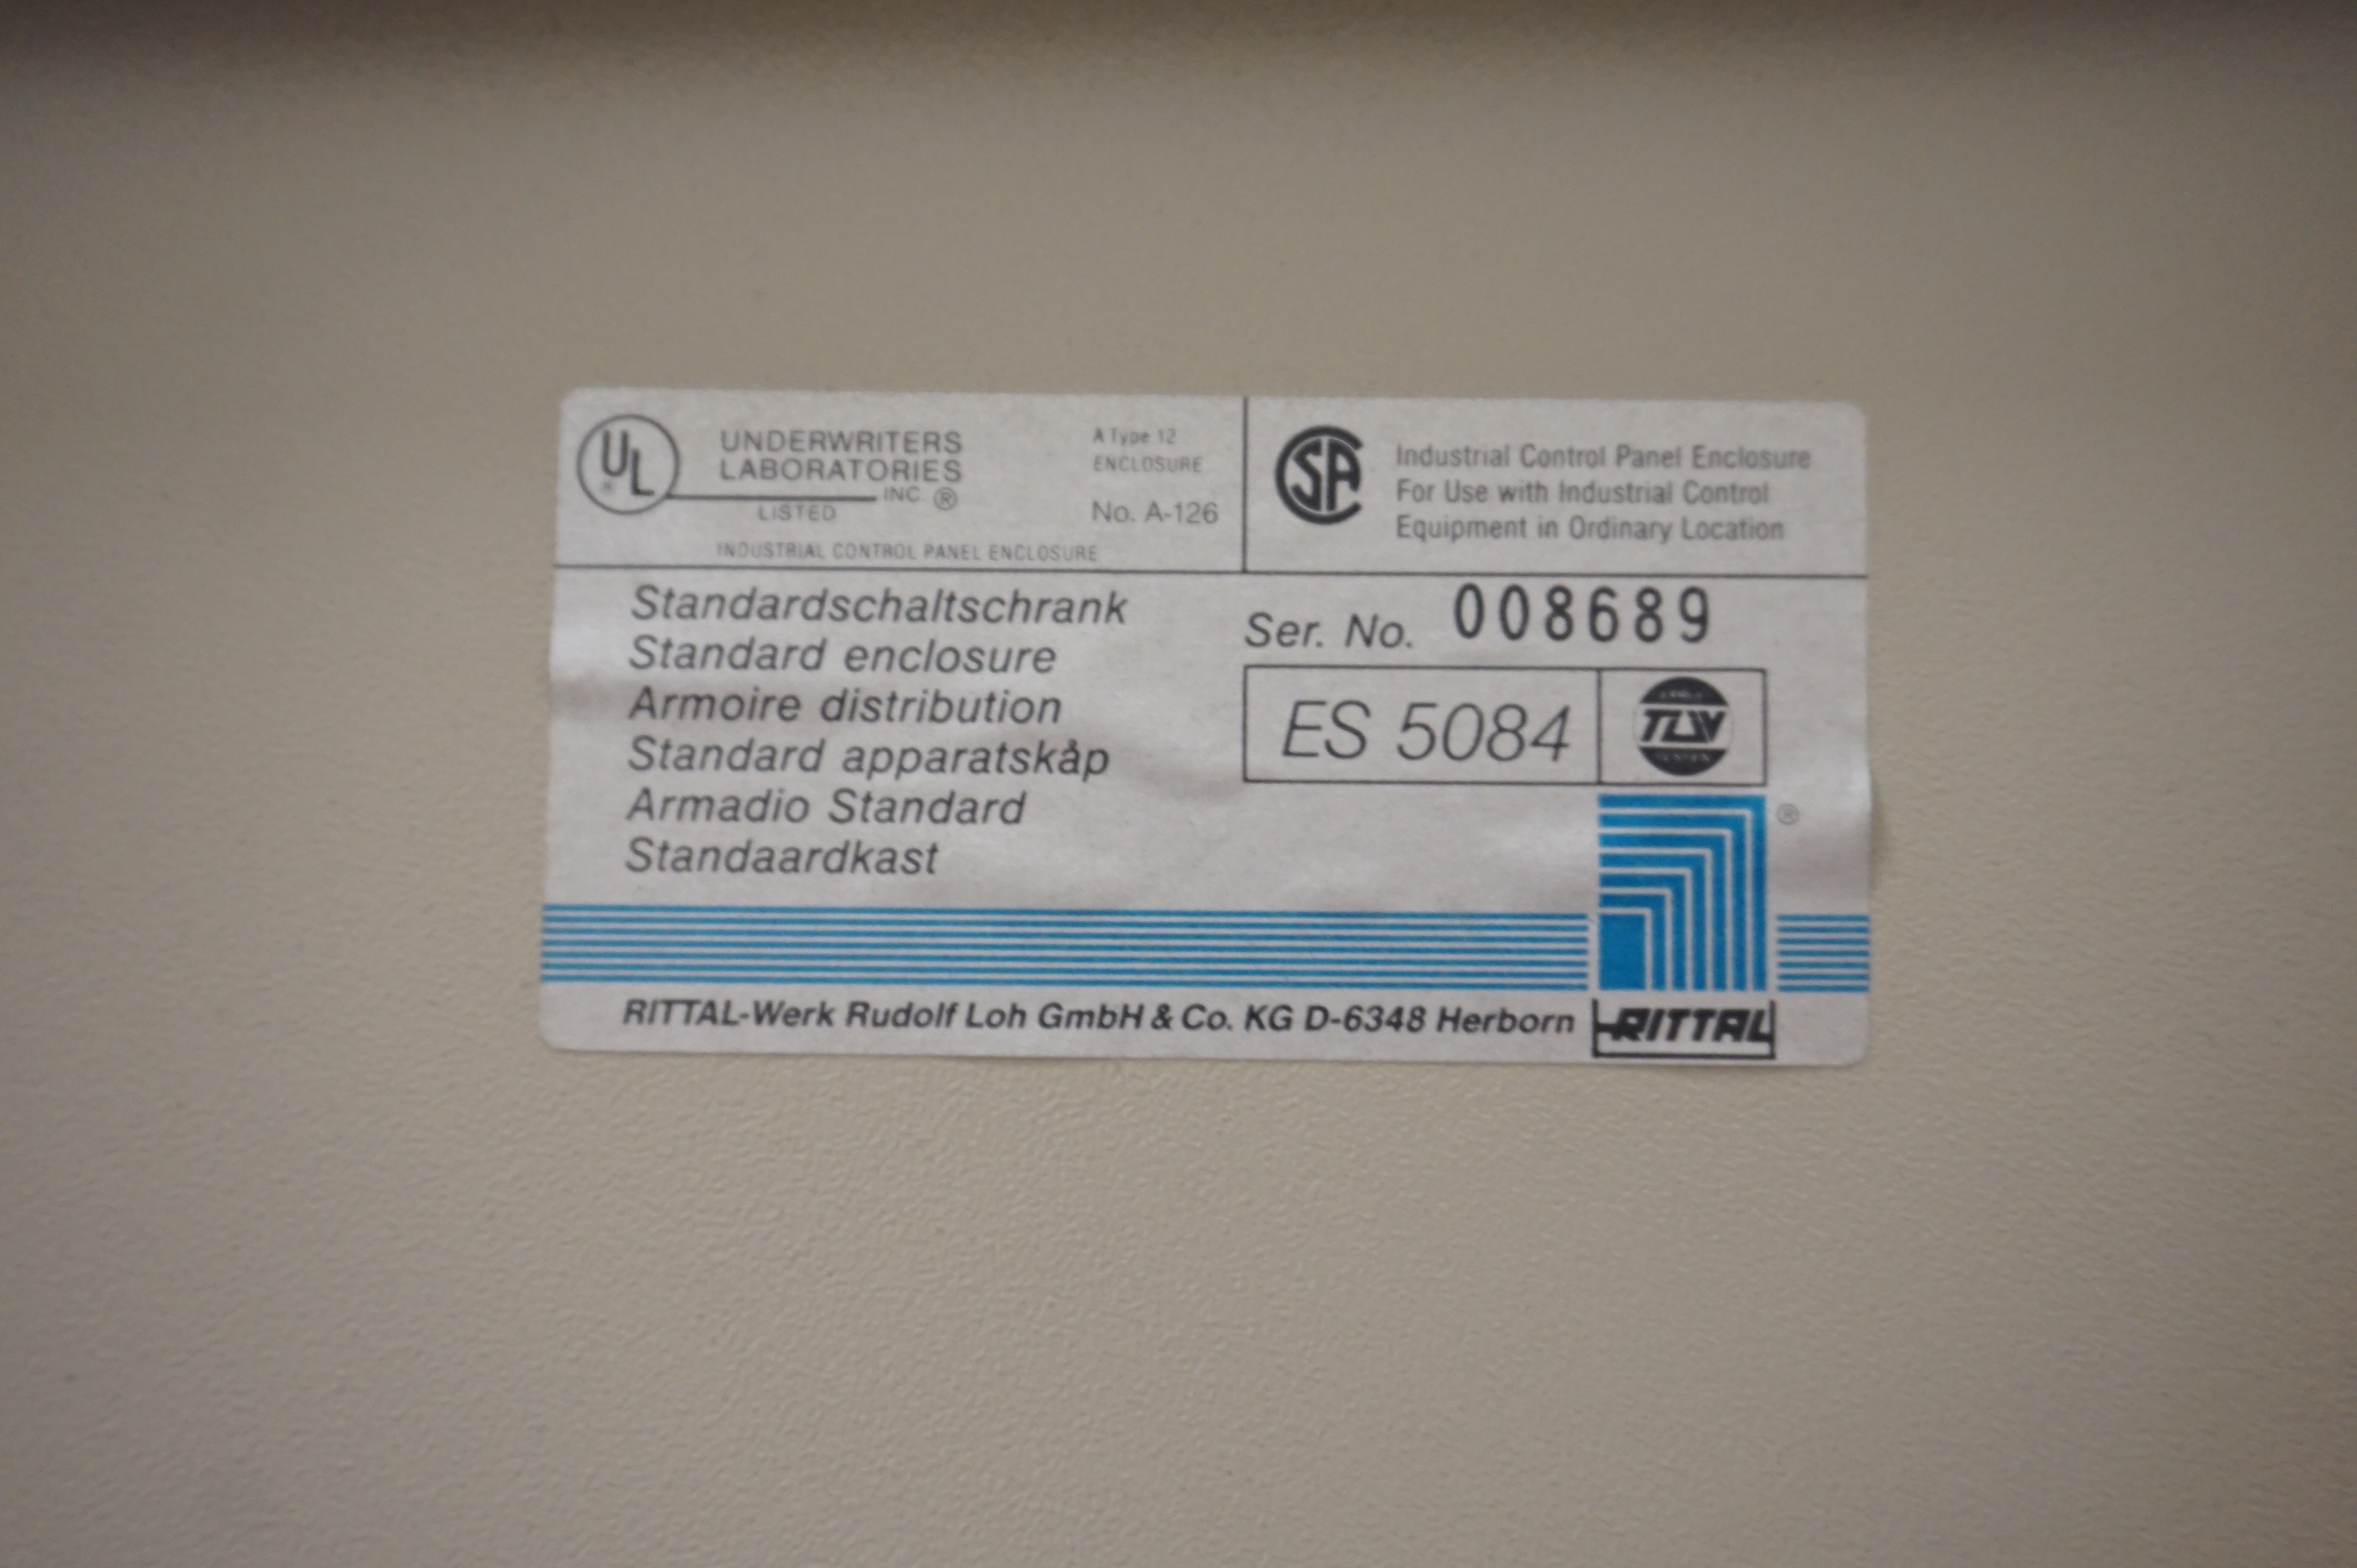 UL ®
UNDERWRITERS
LABORATORIES
INC. ®
LISTED
INDUSTRIAL CONTROL PANEL ENCLOSURE
A Type 12
ENCLOSURE
No. A-126
SA
Industrial Control Panel Enclosure
For Use with Industrial Control
Equipment in Ordinary Location
Standardschaltschrank
Standard enclosure
Armoire distribution
Standard apparatskåp
Armadio Standard
Standaardkast
Ser. No. 008689
ES 5084
TÜV
®
RITTAL-Werk Rudolf Loh GmbH & Co. KG D-6348 Herborn
RITTAL